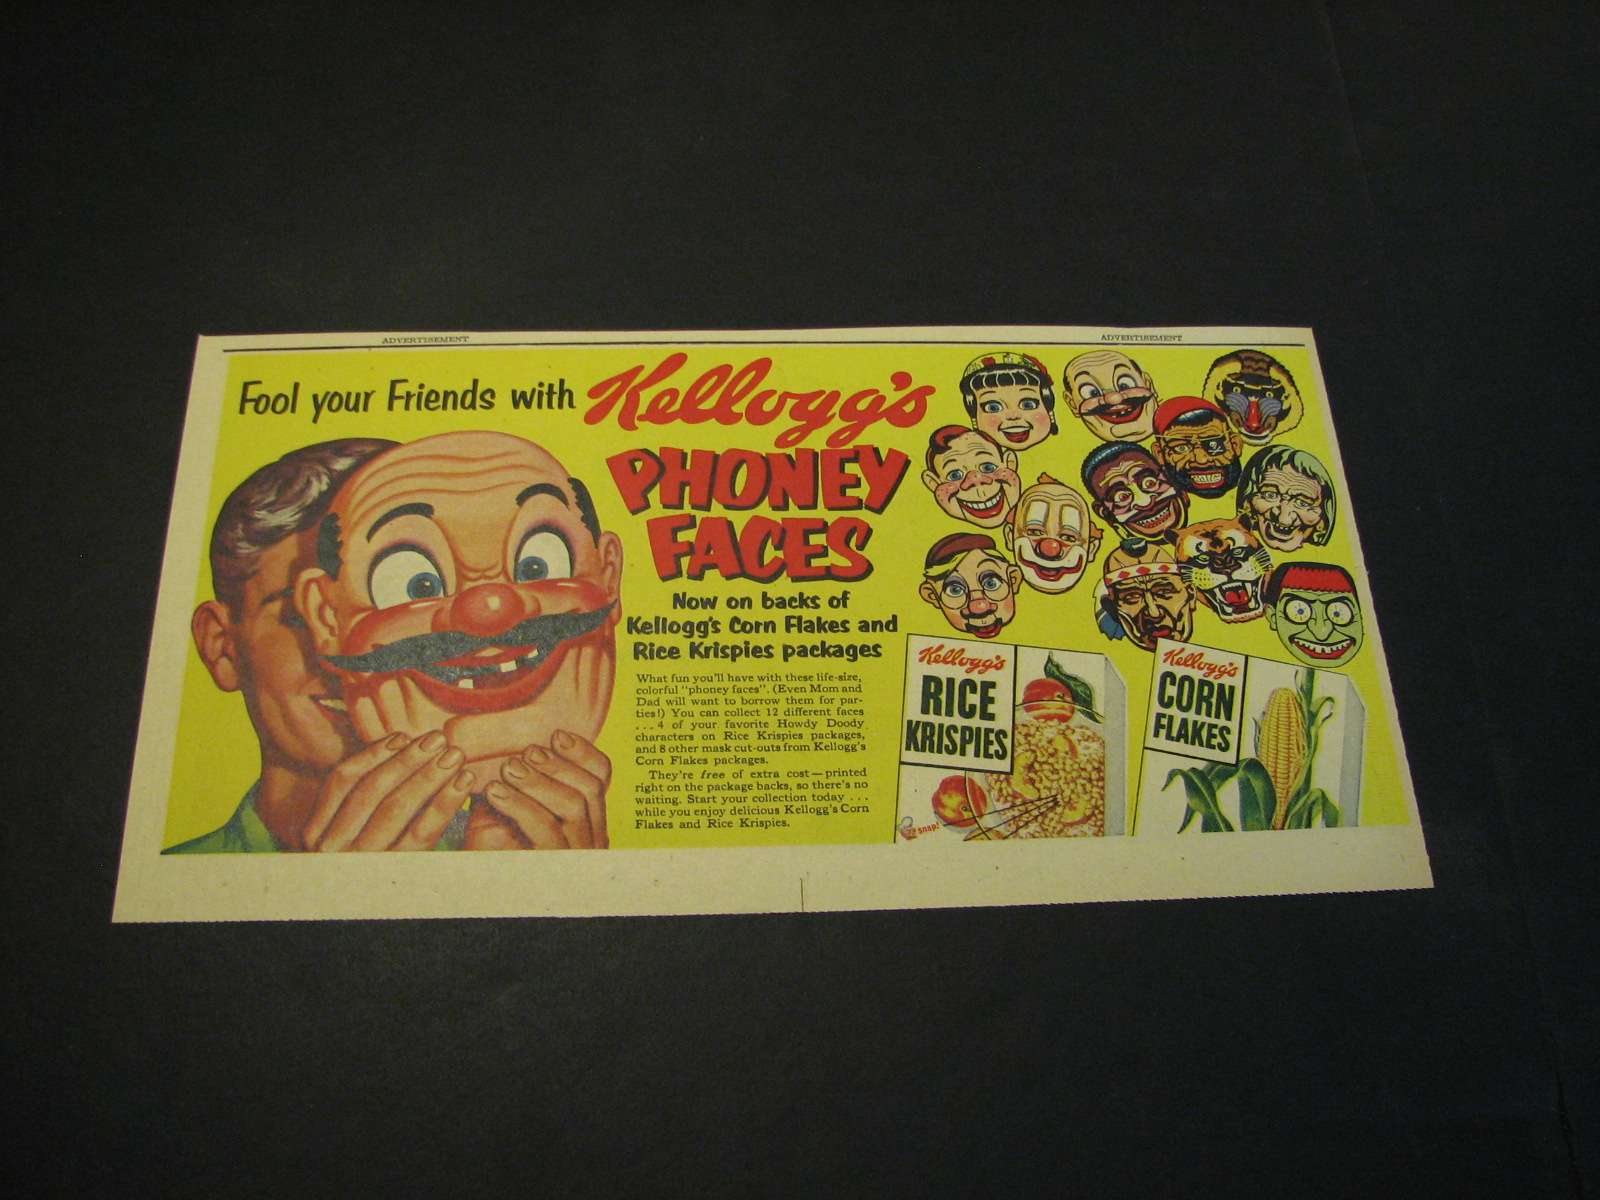 ADVERTISEMENT
ADVERTISEMENT
Fool your Friends with Kellogg's
PHONEY
FACES
Now on backs of
Kellogg's Corn Flakes and
Rice Krispies packages
What fun you'll have with these life-size,
colorful "phoney faces". (Even Mom and
Dad will want to borrow them for par-
ties!) You can collect 12 different faces
... 4 of your favorite Howdy Doody
characters on Rice Krispies packages,
and 8 other mask cut-outs from Kellogg's
Corn Flakes packages.
They're free of extra cost—printed
right on the package backs, so there's no
waiting. Start your collection today ...
while you enjoy delicious Kellogg's Corn
Flakes and Rice Krispies.
Kellogg's
RICE
KRISPIES
snap!
Kellogg's
CORN
FLAKES